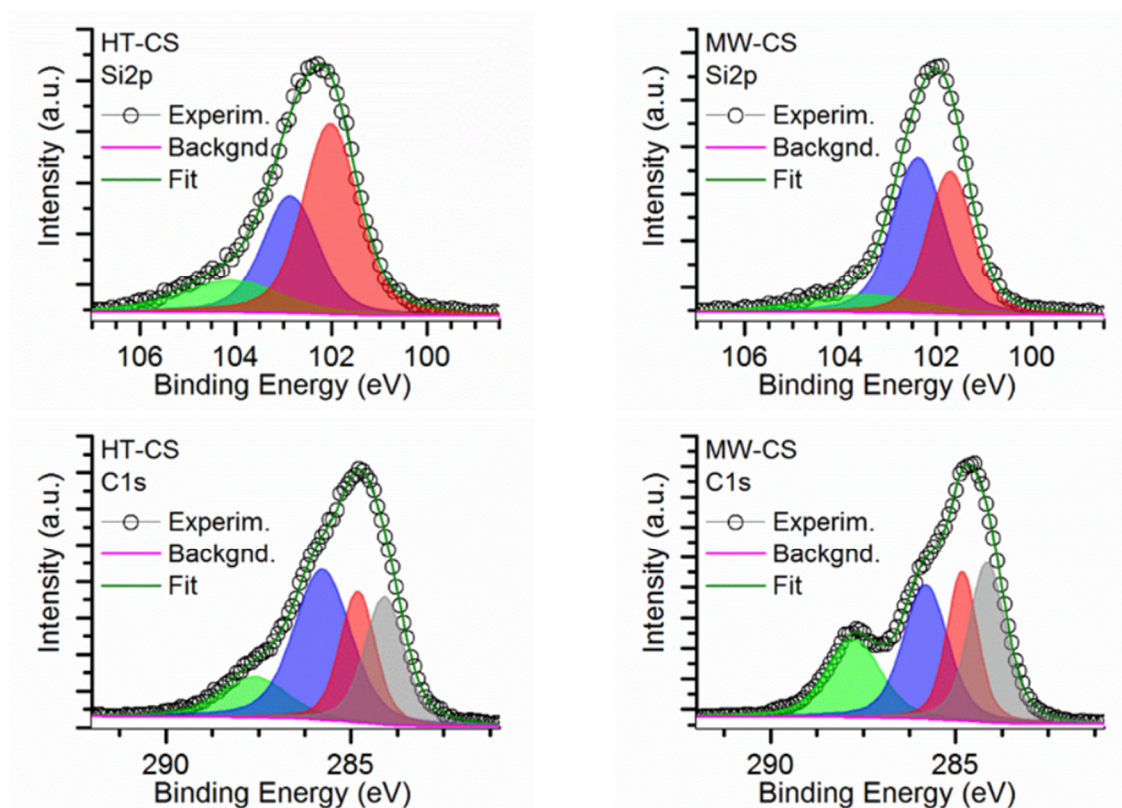 HT-CS
Si2p
Experim.
Backgnd.
Fit
Intensity (a.u.)
106 104 102 100
Binding Energy (eV)
MW-CS
Si2p
Experim.
Backgnd.
Fit
Intensity (a.u.)
106 104 102 100
Binding Energy (eV)
HT-CS
C1s
Experim.
Backgnd.
Fit
Intensity (a.u.)
290 285
Binding Energy (eV)
MW-CS
C1s
Experim.
Backgnd.
Fit
Intensity (a.u.)
290 285
Binding Energy (eV)